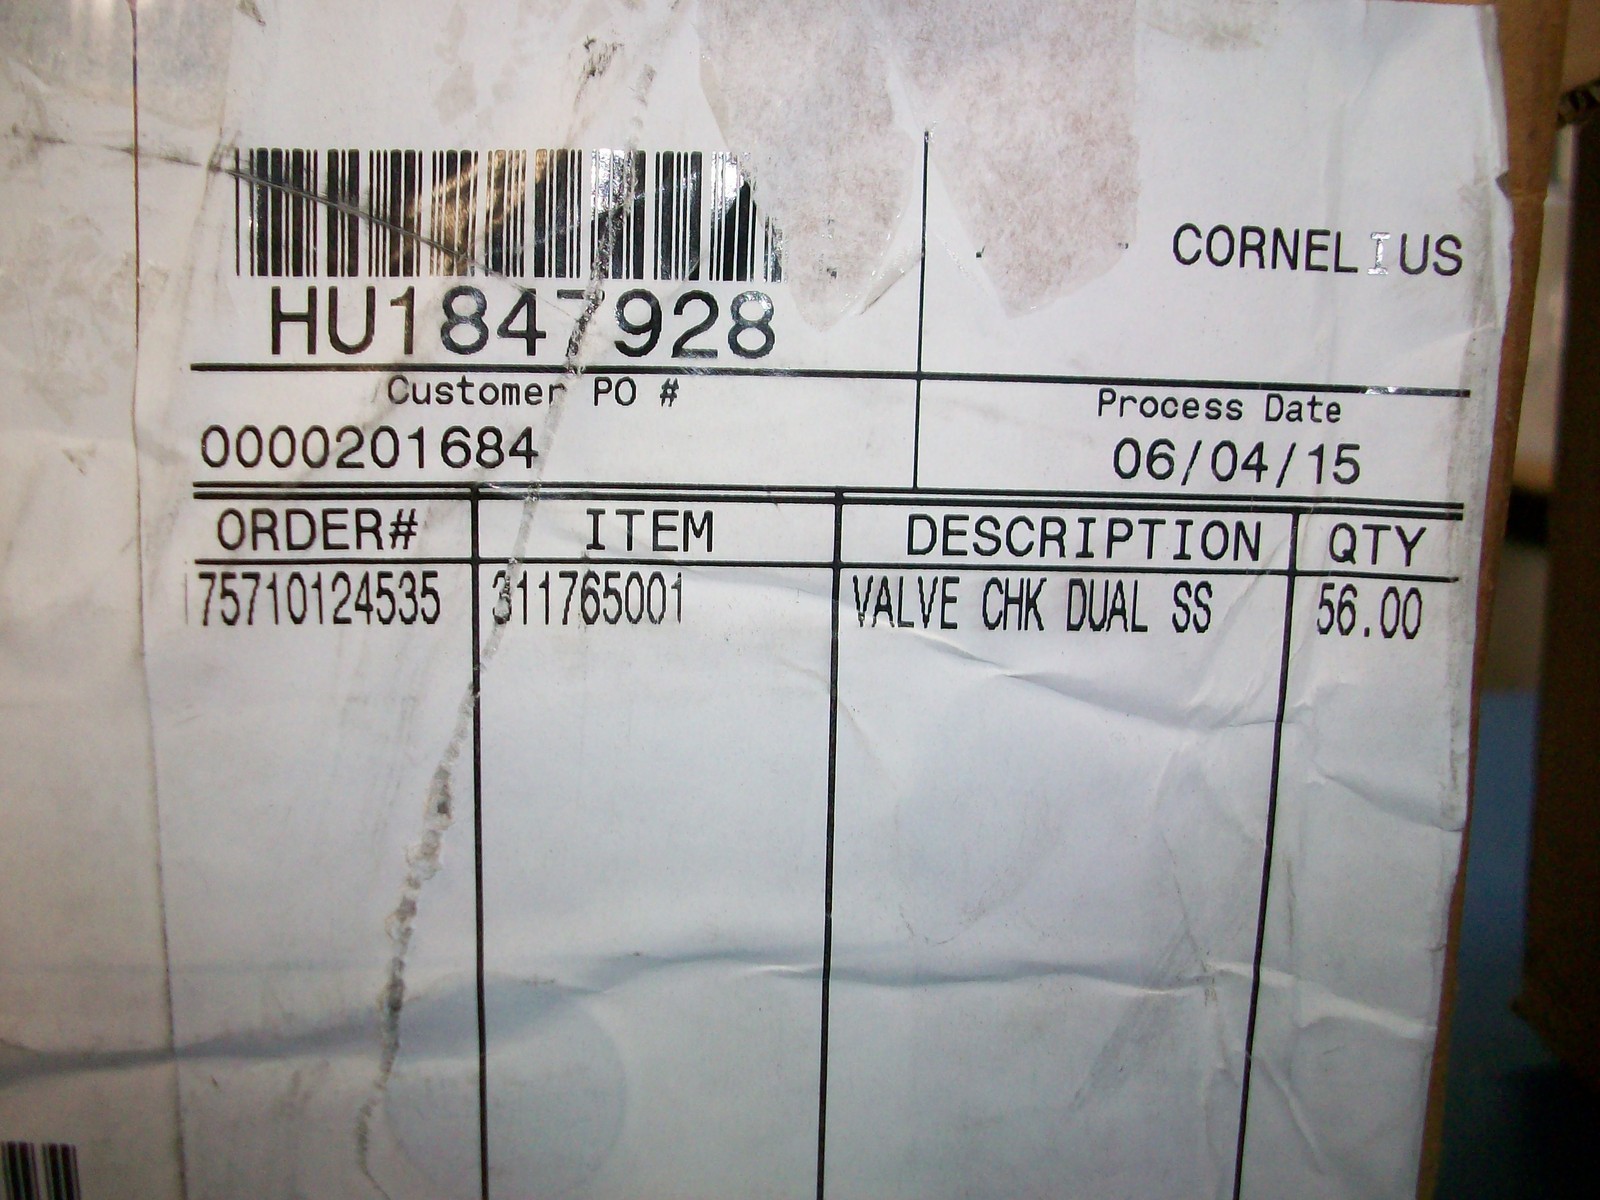 CORNELIUS
HU1847928
Customer PO #
0000201684
Process Date
06/04/15
ORDER# ITEM DESCRIPTION QTY
175710124535 311765001 VALVE CHK DUAL SS 56.00